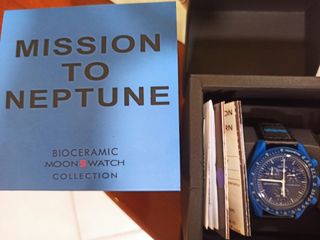 MISSION
TO
NEPTUNE
BIOCERAMIC
MOONSWATCH
COLLECTION